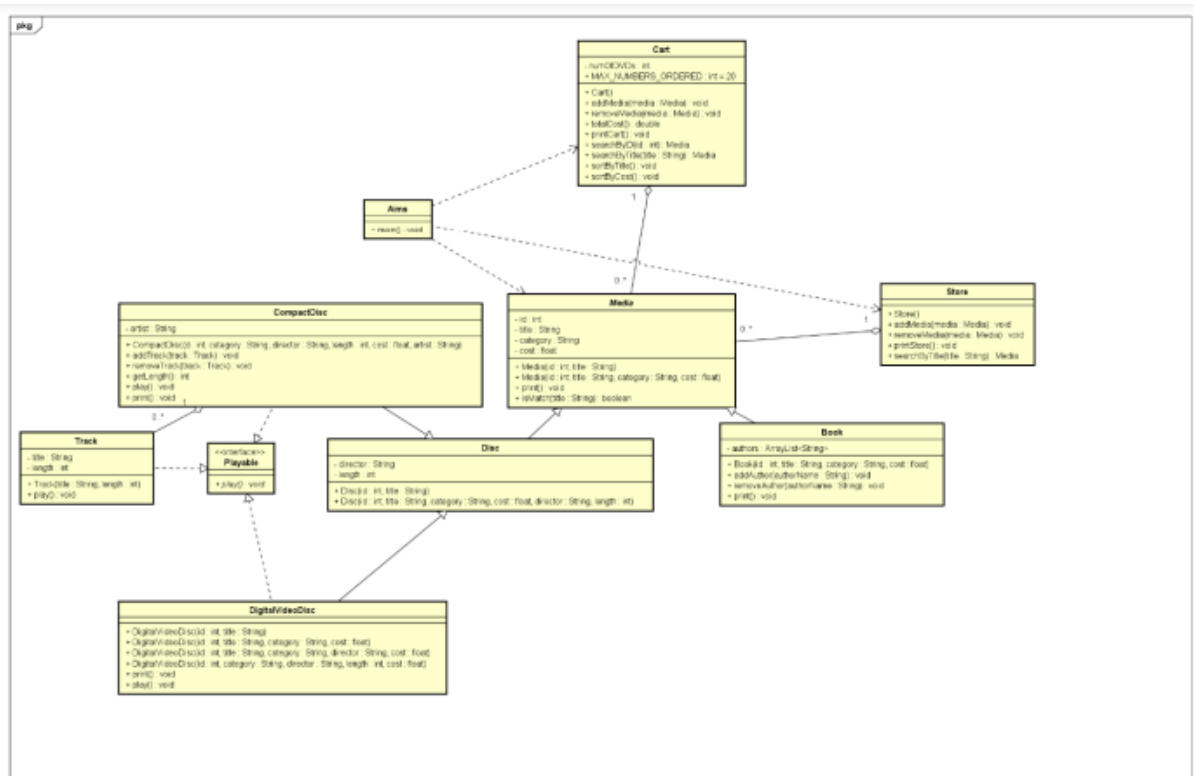 pkg
Cart
- numOfDVDs : int
+ MAX_NUMBERS_ORDERED : int = 20
+ Cart()
+ addMedia(media : Media) : void
+ removeMedia(media : Media) : void
+ totalCost() : double
+ printCart() : void
+ searchByID(id : int) : Media
+ searchByTitle(title : String) : Media
+ sortByTitle() : void
+ sortByCost() : void
1
Aims
+ main() : void
0..*
CompactDisc
- artist : String
+ CompactDisc(id : int, category : String, director : String, length : int, cost : float, artist : String)
+ addTrack(track : Track) : void
+ removeTrack(track : Track) : void
+ getLength() : int
+ play() : void
+ print() : void
1
0..*
Media
- id : int
- title : String
- category : String
- cost : float
+ Media(id : int, title : String)
+ Media(id : int, title : String, category : String, cost : float)
+ print() : void
+ isMatch(title : String) : boolean
0..*
1
Store
+ Store()
+ addMedia(media : Media) : void
+ removeMedia(media : Media) : void
+ printStore() : void
+ searchByTitle(title : String) : Media
Track
- title : String
- length : int
+ Track(title : String, length : int)
+ play() : void
<<interface>>
Playable
+ play() : void
Disc
- director : String
- length : int
+ Disc(id : int, title : String)
+ Disc(id : int, title : String, category : String, cost : float, director : String, length : int)
Book
- authors : ArrayList<String>
+ Book(id : int, title : String, category : String, cost : float)
+ addAuthor(authorName : String) : void
+ removeAuthor(authorName : String) : void
+ print() : void
DigitalVideoDisc
+ DigitalVideoDisc(id : int, title : String)
+ DigitalVideoDisc(id : int, title : String, category : String, cost : float)
+ DigitalVideoDisc(id : int, title : String, category : String, director : String, cost : float)
+ DigitalVideoDisc(id : int, category : String, director : String, length : int, cost : float)
+ print() : void
+ play() : void